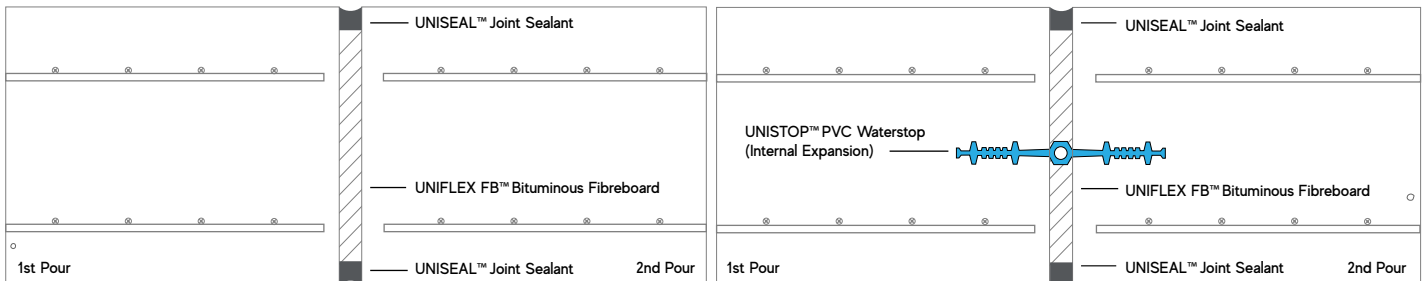 UNISEAL™ Joint Sealant
UNIFLEX FB™ Bituminous Fibreboard
1st Pour
UNISEAL™ Joint Sealant
2nd Pour
UNISEAL™ Joint Sealant
UNISTOP™ PVC Waterstop
(Internal Expansion)
UNIFLEX FB™ Bituminous Fibreboard
1st Pour
UNISEAL™ Joint Sealant
2nd Pour